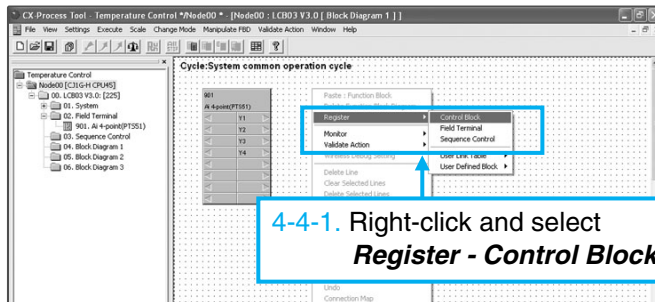 CX-Process Tool - Temperature Control *Node00 * - [Node00 : LCB03 V3.0 [ Block Diagram 1 ] ]
File View Settings Execute Scale Change Mode Manipulate FBD Validate Action Window Help
Cycle:System common operation cycle
Temperature Control
Node00 [CJ1G-H CPU45]
00. LCB03 V3.0: [225]
01. System
02. Field Terminal
901. Ai 4-point(PTS51)
03. Sequence Control
04. Block Diagram 1
05. Block Diagram 2
06. Block Diagram 3
901
Ai 4-point(PTS51)
Y1
Y2
Y3
Y4
Paste : Function Block
Register
Monitor
Validate Action
Wireless Debug Setting
Delete Line
Clear Selected Lines
Delete Selected Lines
Undo
Connection Map
Control Block
Field Terminal
Sequence Control
User Link Table
User Defined Block
4-4-1. Right-click and select
Register - Control Block